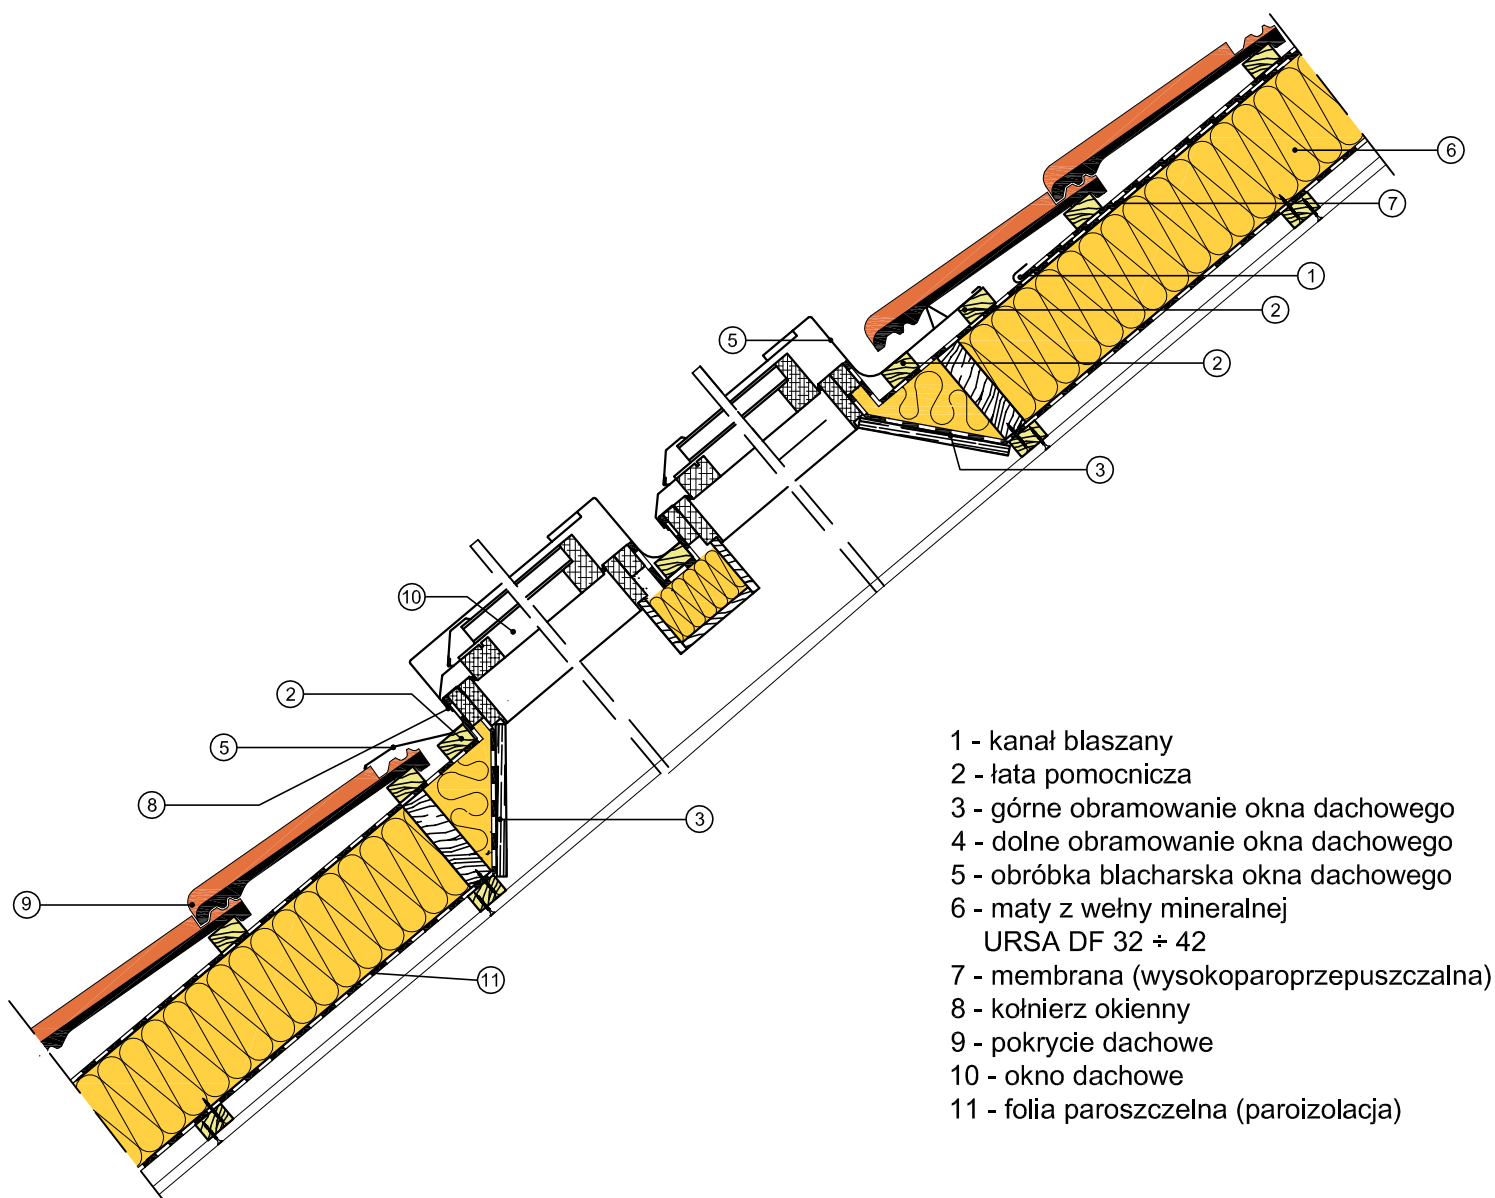 6
7
1
5
2
2
3
10
2
5
8
3
9
11
1 - kanał blaszany
2 - łata pomocnicza
3 - górne obramowanie okna dachowego
4 - dolne obramowanie okna dachowego
5 - obróbka blacharska okna dachowego
6 - maty z wełny mineralnej
URSA DF 32 ÷ 42
7 - membrana (wysokoparoprzepuszczalna)
8 - kołnierz okienny
9 - pokrycie dachowe
10 - okno dachowe
11 - folia paroszczelna (paroizolacja)